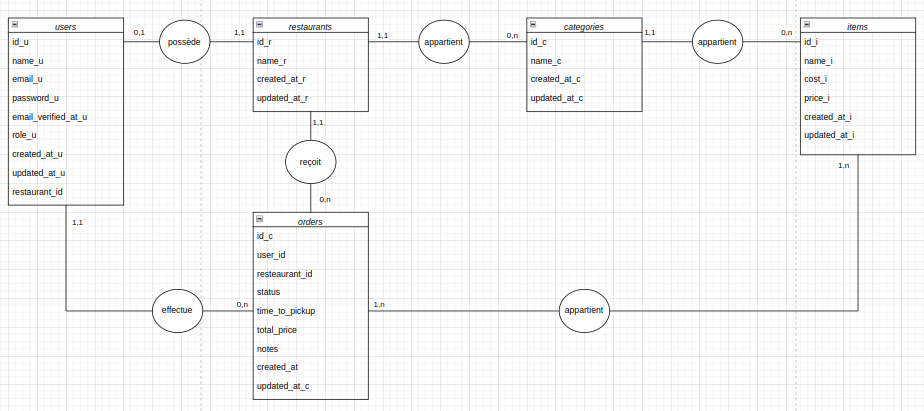 users
id_u
name_u
email_u
password_u
email_verified_at_u
role_u
created_at_u
updated_at_u
restaurant_id
0,1
possède
1,1
restaurants
id_r
name_r
created_at_r
updated_at_r
1,1
appartient
0,n
categories
id_c
name_c
created_at_c
updated_at_c
1,1
appartient
0,n
items
id_i
name_i
cost_i
price_i
created_at_i
updated_at_i
1,1
reçoit
0,n
1,n
1,1
effectue
0,n
orders
id_c
user_id
resteaurant_id
status
time_to_pickup
total_price
notes
created_at
updated_at_c
1,n
appartient